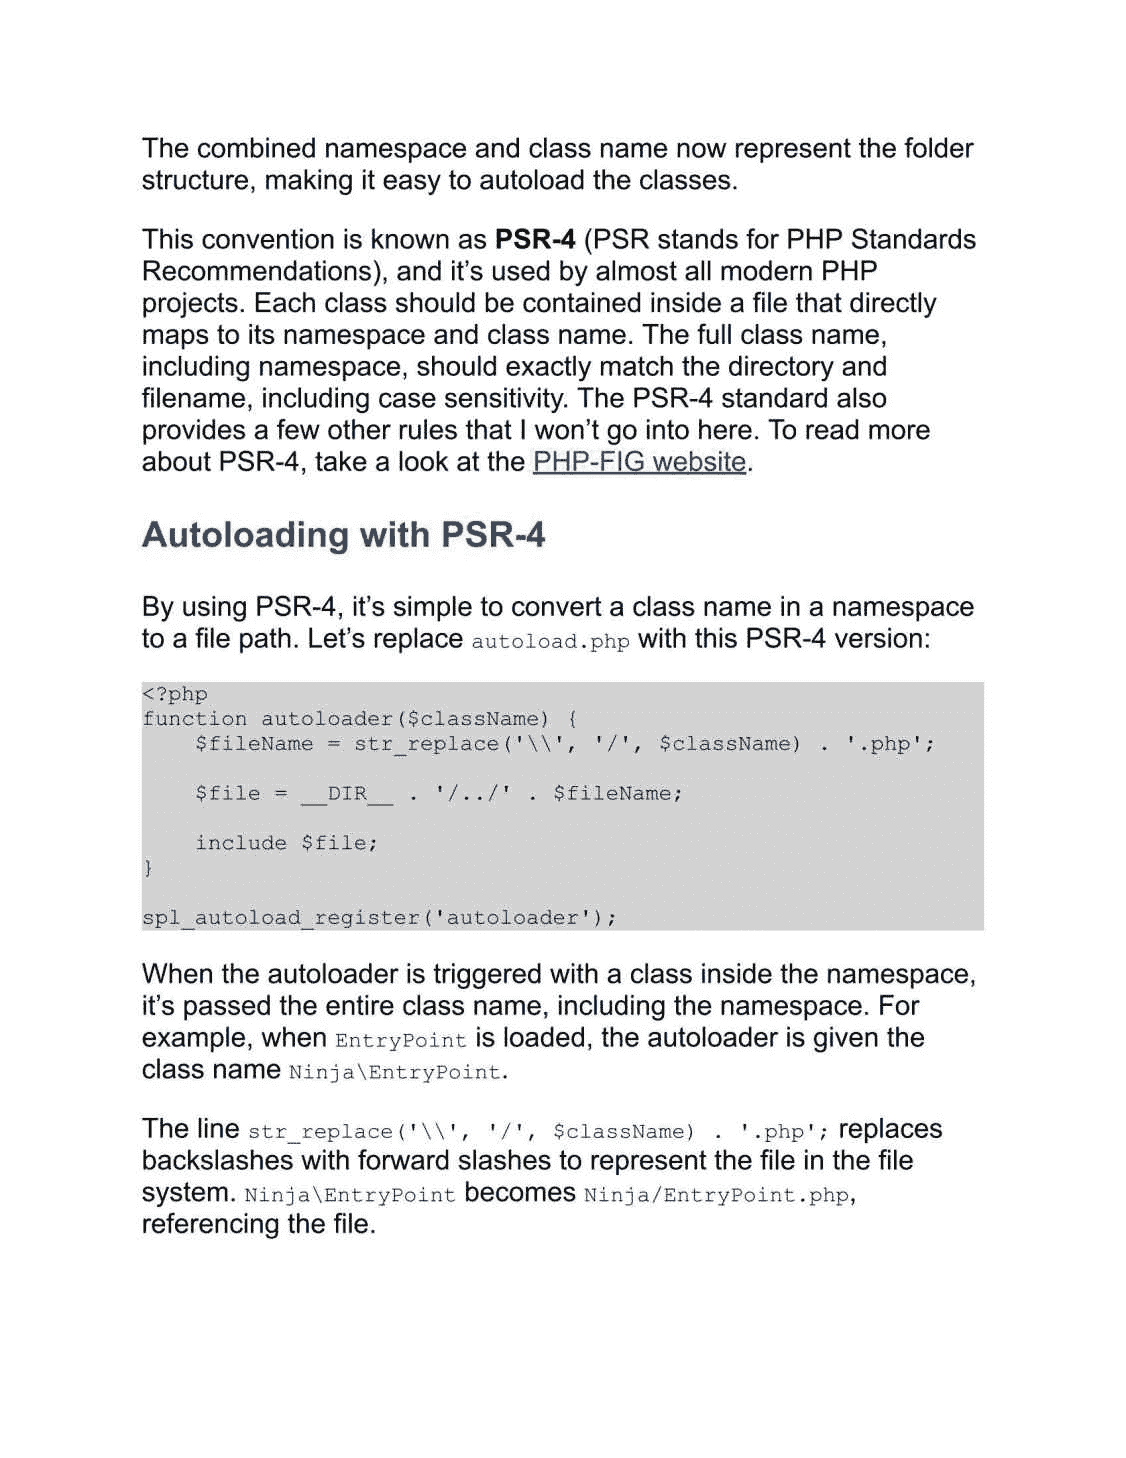 The combined namespace and class name now represent the folder
structure, making it easy to autoload the classes.
This convention is known as PSR-4 (PSR stands for PHP Standards
Recommendations), and it’s used by almost all modern PHP
projects. Each class should be contained inside a file that directly
maps to its namespace and class name. The full class name,
including namespace, should exactly match the directory and
filename, including case sensitivity. The PSR-4 standard also
provides a few other rules that I won’t go into here. To read more
about PSR-4, take a look at the PHP-FIG website.
Autoloading with PSR-4
By using PSR-4, it’s simple to convert a class name in a namespace
to a file path. Let’s replace autoload.php with this PSR-4 version:
<?php
function autoloader($className) {
    $fileName = str_replace('\\', '/', $className) . '.php';
    $file = __DIR__ . '/../' . $fileName;
    include $file;
}
spl_autoload_register('autoloader');
When the autoloader is triggered with a class inside the namespace,
it’s passed the entire class name, including the namespace. For
example, when EntryPoint is loaded, the autoloader is given the
class name Ninja\EntryPoint.
The line str_replace('\\', '/', $className) . '.php'; replaces
backslashes with forward slashes to represent the file in the file
system. Ninja\EntryPoint becomes Ninja/EntryPoint.php,
referencing the file.